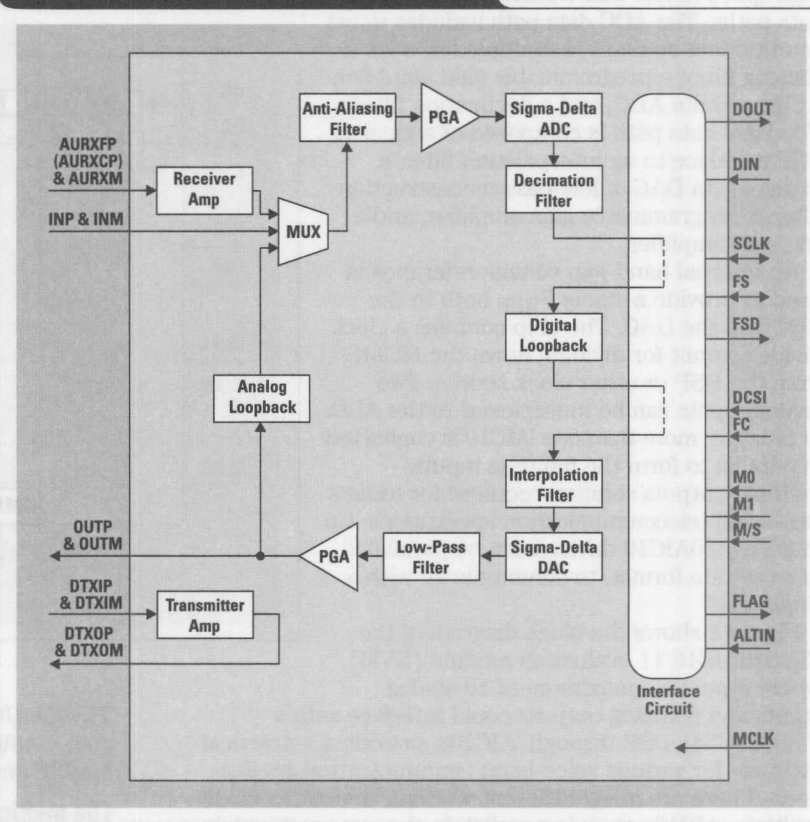 Anti-Aliasing
Filter
PGA
Sigma-Delta
ADC
DOUT
AURXFP
(AURXCP)
& AURXM
Receiver
Amp
Decimation
Filter
DIN
INP & INM
MUX
SCLK
FS
Digital
Loopback
FSD
Analog
Loopback
DCSI
FC
Interpolation
Filter
M0
M1
M/S
OUTP
& OUTM
PGA
Low-Pass
Filter
Sigma-Delta
DAC
DTXIP
& DTXIM
Transmitter
Amp
FLAG
DTXOP
& DTXOM
ALTIN
Interface
Circuit
MCLK